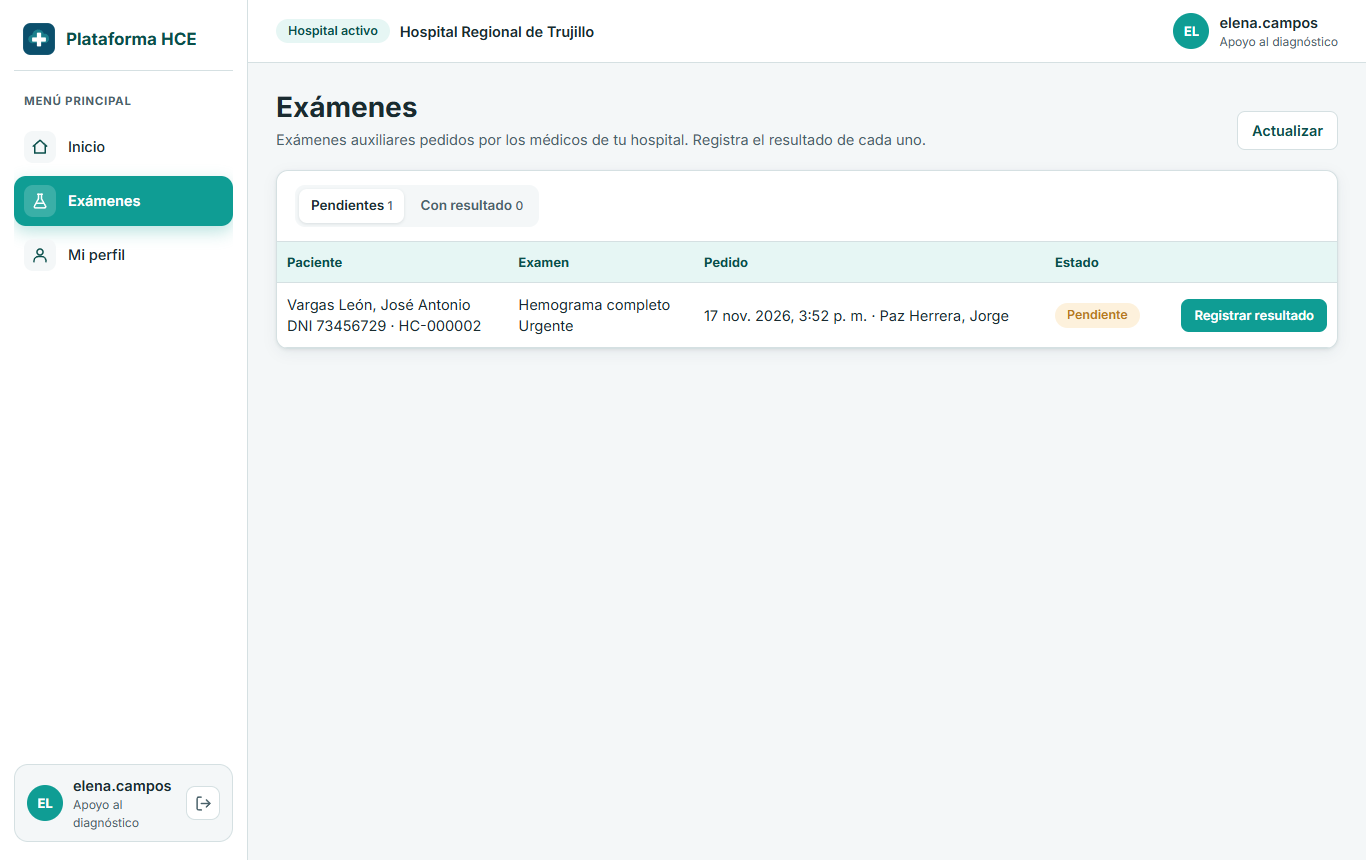 Plataforma HCE
MENÚ PRINCIPAL
Inicio
Exámenes
Mi perfil
EL
elena.campos
Apoyo al
diagnóstico
Hospital activo
Hospital Regional de Trujillo
EL
elena.campos
Apoyo al diagnóstico
Exámenes
Exámenes auxiliares pedidos por los médicos de tu hospital. Registra el resultado de cada uno.
Actualizar
Pendientes 1
Con resultado 0
Paciente
Examen
Pedido
Estado
Vargas León, José Antonio
DNI 73456729 · HC-000002
Hemograma completo
Urgente
17 nov. 2026, 3:52 p. m. · Paz Herrera, Jorge
Pendiente
Registrar resultado